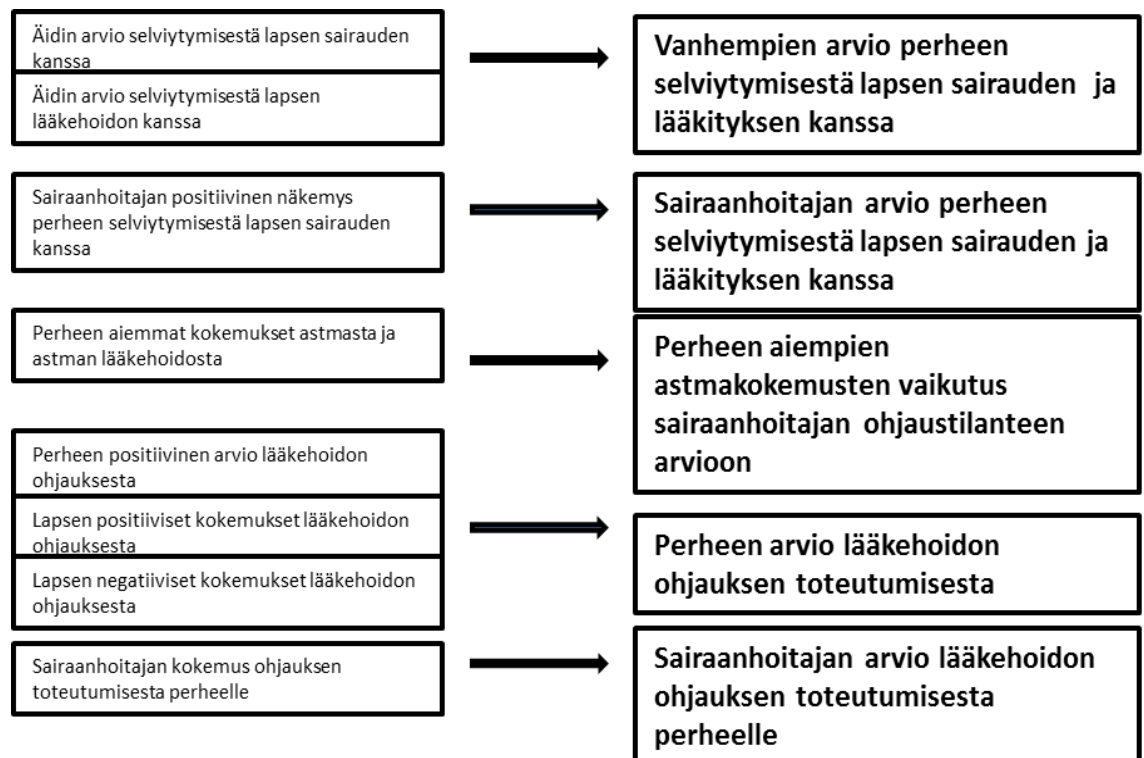 Äidin arvio selviytymisestä lapsen sairauden
kanssa
Äidin arvio selviytymisestä lapsen
lääkehoidon kanssa
Vanhempien arvio perheen
selviytymisestä lapsen sairauden ja
lääkityksen kanssa
Sairaanhoitajan positiivinen näkemys
perheen selviytymisestä lapsen sairauden
kanssa
Sairaanhoitajan arvio perheen
selviytymisestä lapsen sairauden ja
lääkityksen kanssa
Perheen aiemmat kokemukset astmasta ja
astman lääkehoidosta
Perheen aiempien
astmakokemusten vaikutus
sairaanhoitajan ohjaustilanteen
arvioon
Perheen positiivinen arvio lääkehoidon
ohjauksesta
Lapsen positiiviset kokemukset lääkehoidon
ohjauksesta
Lapsen negatiiviset kokemukset lääkehoidon
ohjauksesta
Perheen arvio lääkehoidon
ohjauksen toteutumisesta
Sairaanhoitajan kokemus ohjauksen
toteutumisesta perheelle
Sairaanhoitajan arvio lääkehoidon
ohjauksen toteutumisesta
perheelle